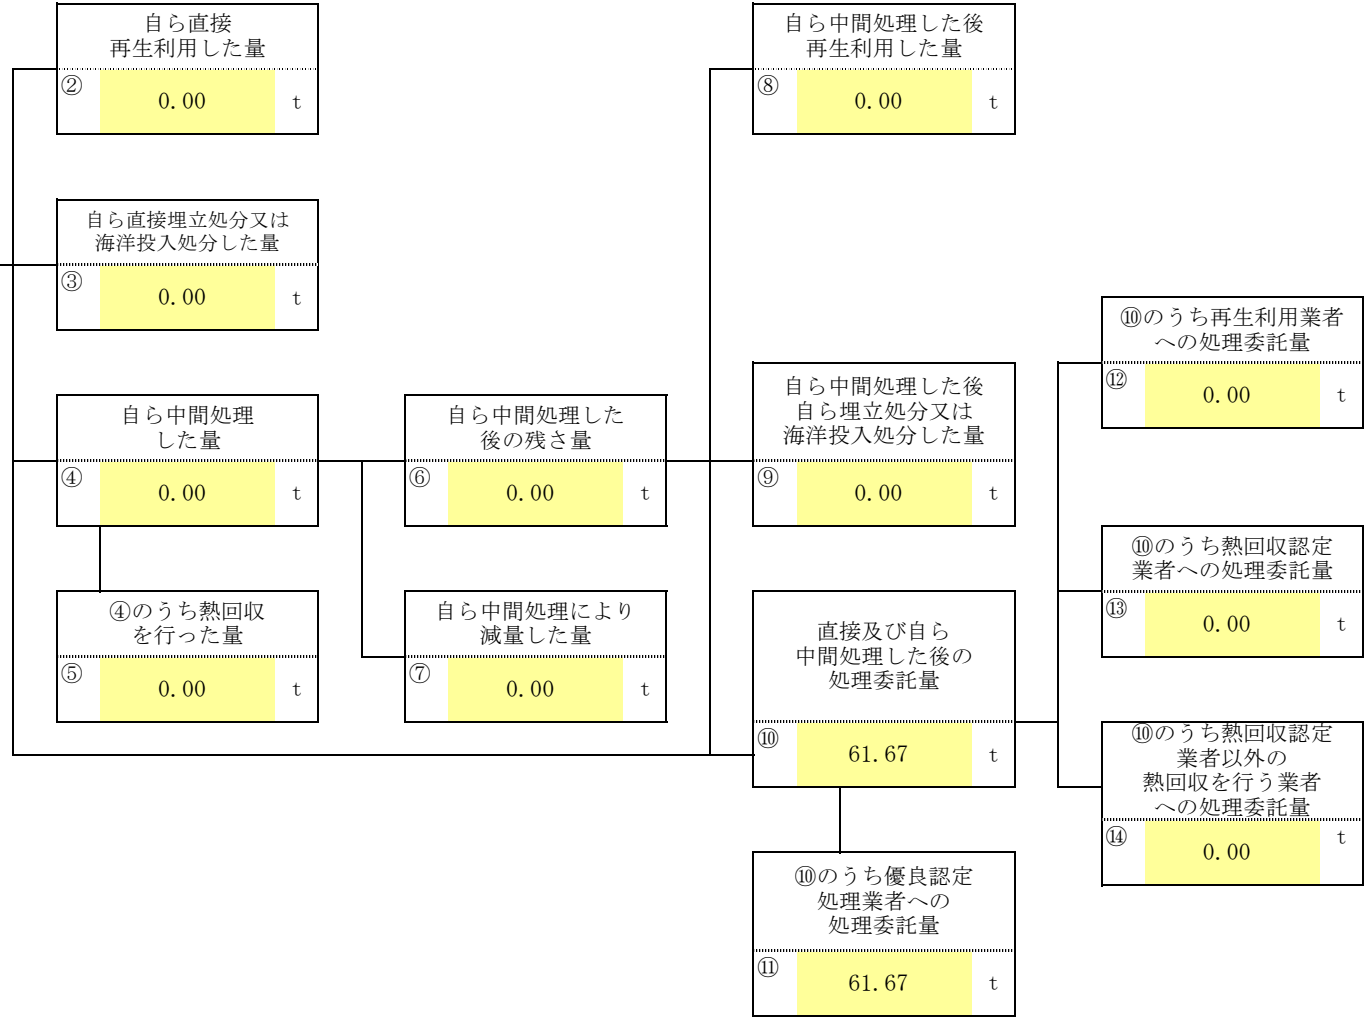 自ら直接
再生利用した量
②
0.00
t
自ら中間処理した後
再生利用した量
⑧
0.00
t
自ら直接埋立処分又は
海洋投入処分した量
③
0.00
t
⑩のうち再生利用業者
への処理委託量
⑫
0.00
t
自ら中間処理
した量
④
0.00
t
自ら中間処理した
後の残さ量
⑥
0.00
t
自ら中間処理した後
自ら埋立処分又は
海洋投入処分した量
⑨
0.00
t
⑩のうち熱回収認定
業者への処理委託量
⑬
0.00
t
④のうち熱回収
を行った量
⑤
0.00
t
自ら中間処理により
減量した量
⑦
0.00
t
直接及び自ら
中間処理した後の
処理委託量
⑩
61.67
t
⑩のうち熱回収認定
業者以外の
熱回収を行う業者
への処理委託量
⑭
0.00
t
⑩のうち優良認定
処理業者への
処理委託量
⑪
61.67
t